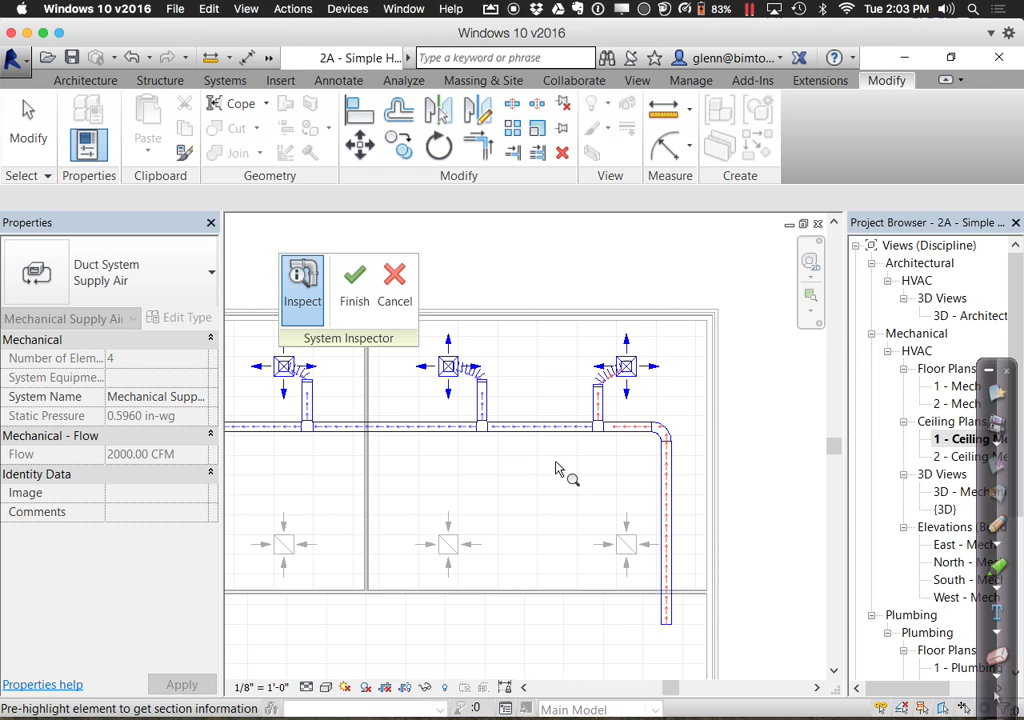 Windows 10 v2016 File Edit View Actions Devices Window Help 83% Tue 2:03 PM
Windows 10 v2016
2A - Simple H... Type a keyword or phrase glenn@bimto...
Architecture Structure Systems Insert Annotate Analyze Massing & Site Collaborate View Manage Add-Ins Extensions Modify
Modify Paste Cope Cut Join
Select Properties Clipboard Geometry Modify View Measure Create
Properties
Duct System
Supply Air
Mechanical Supply Air Edit Type
Mechanical
Number of Elem... 4
System Equipme...
System Name Mechanical Supp...
Static Pressure 0.5960 in-wg
Mechanical - Flow
Flow 2000.00 CFM
Identity Data
Image
Comments
Properties help Apply
Inspect Finish Cancel
System Inspector
1/8" = 1'-0"
Project Browser - 2A - Simple ...
Views (Discipline)
Architectural
HVAC
3D Views
3D - Architect
Mechanical
HVAC
Floor Plans
1 - Mech
2 - Mech
Ceiling Plans
1 - Ceiling Me
2 - Ceiling Me
3D Views
3D - Mechani
{3D}
Elevations (Buil
East - Mech
North - Mech
South - Mech
West - Mech
Plumbing
Plumbing
Floor Plans
1 - Plumbin
Pre-highlight element to get section information :0 Main Model :0